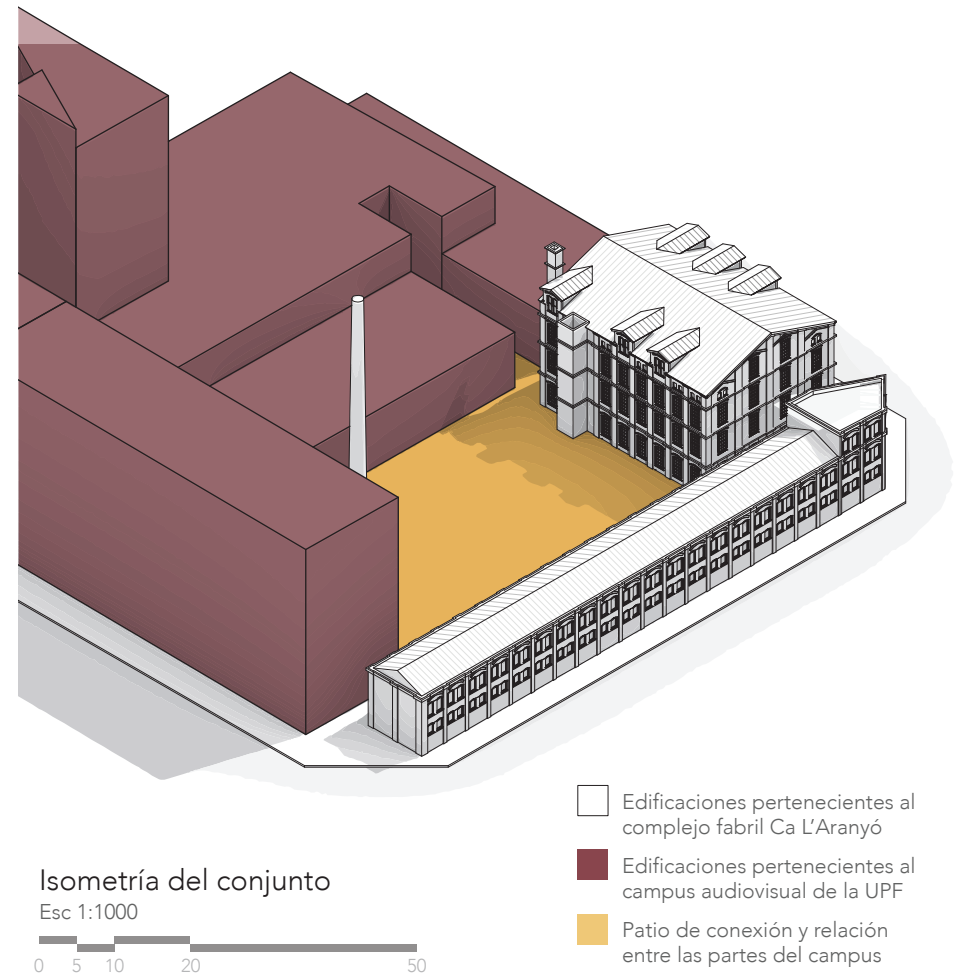 Edificaciones pertenecientes al
complejo fabril Ca L'Aranyó
Edificaciones pertenecientes al
campus audiovisual de la UPF
Patio de conexión y relación
entre las partes del campus
Isometría del conjunto
Esc 1:1000
0 5 10 20 50